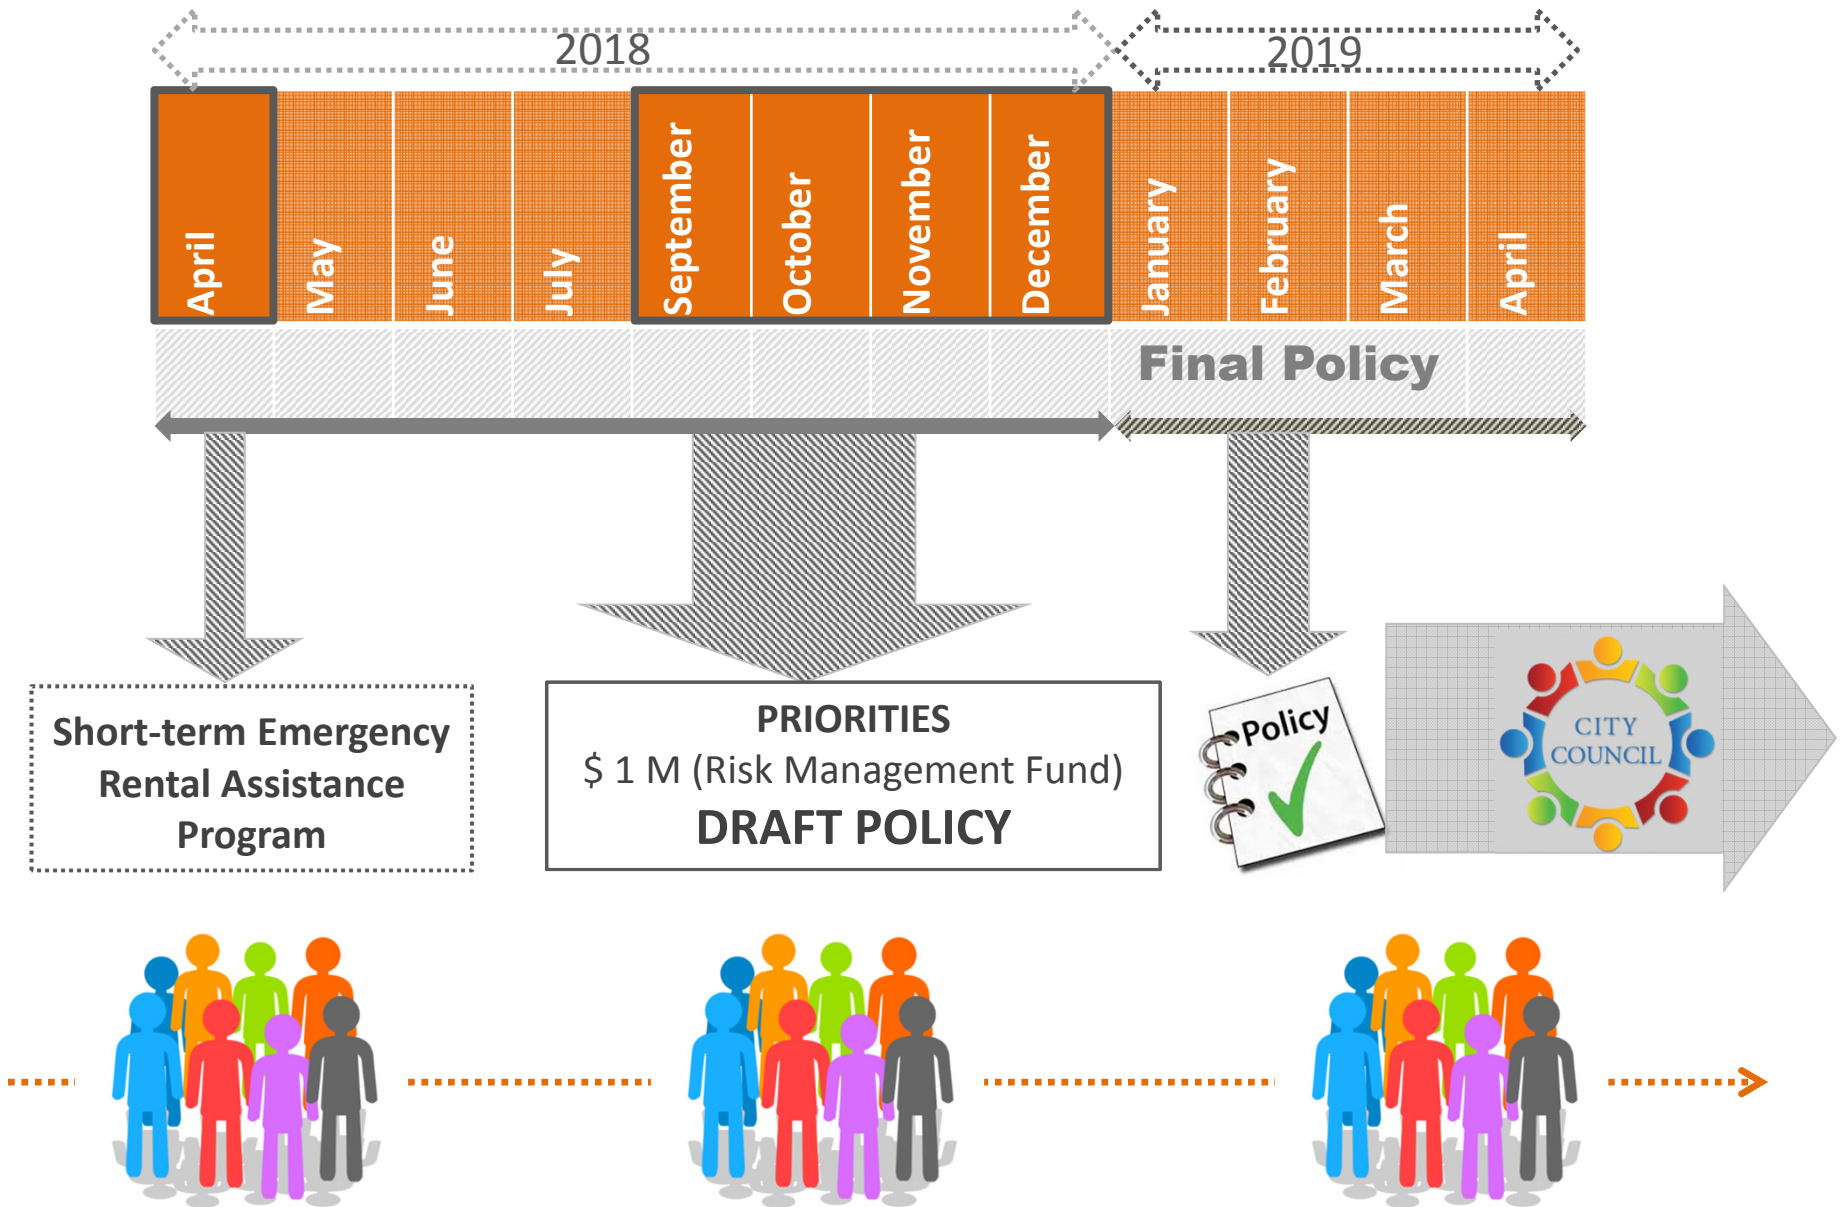 2018
2019
April
May
June
July
September
October
November
December
January
February
March
April
Final Policy
Short-term Emergency
Rental Assistance
Program
PRIORITIES
$ 1 M (Risk Management Fund)
DRAFT POLICY
Policy
CITY
COUNCIL